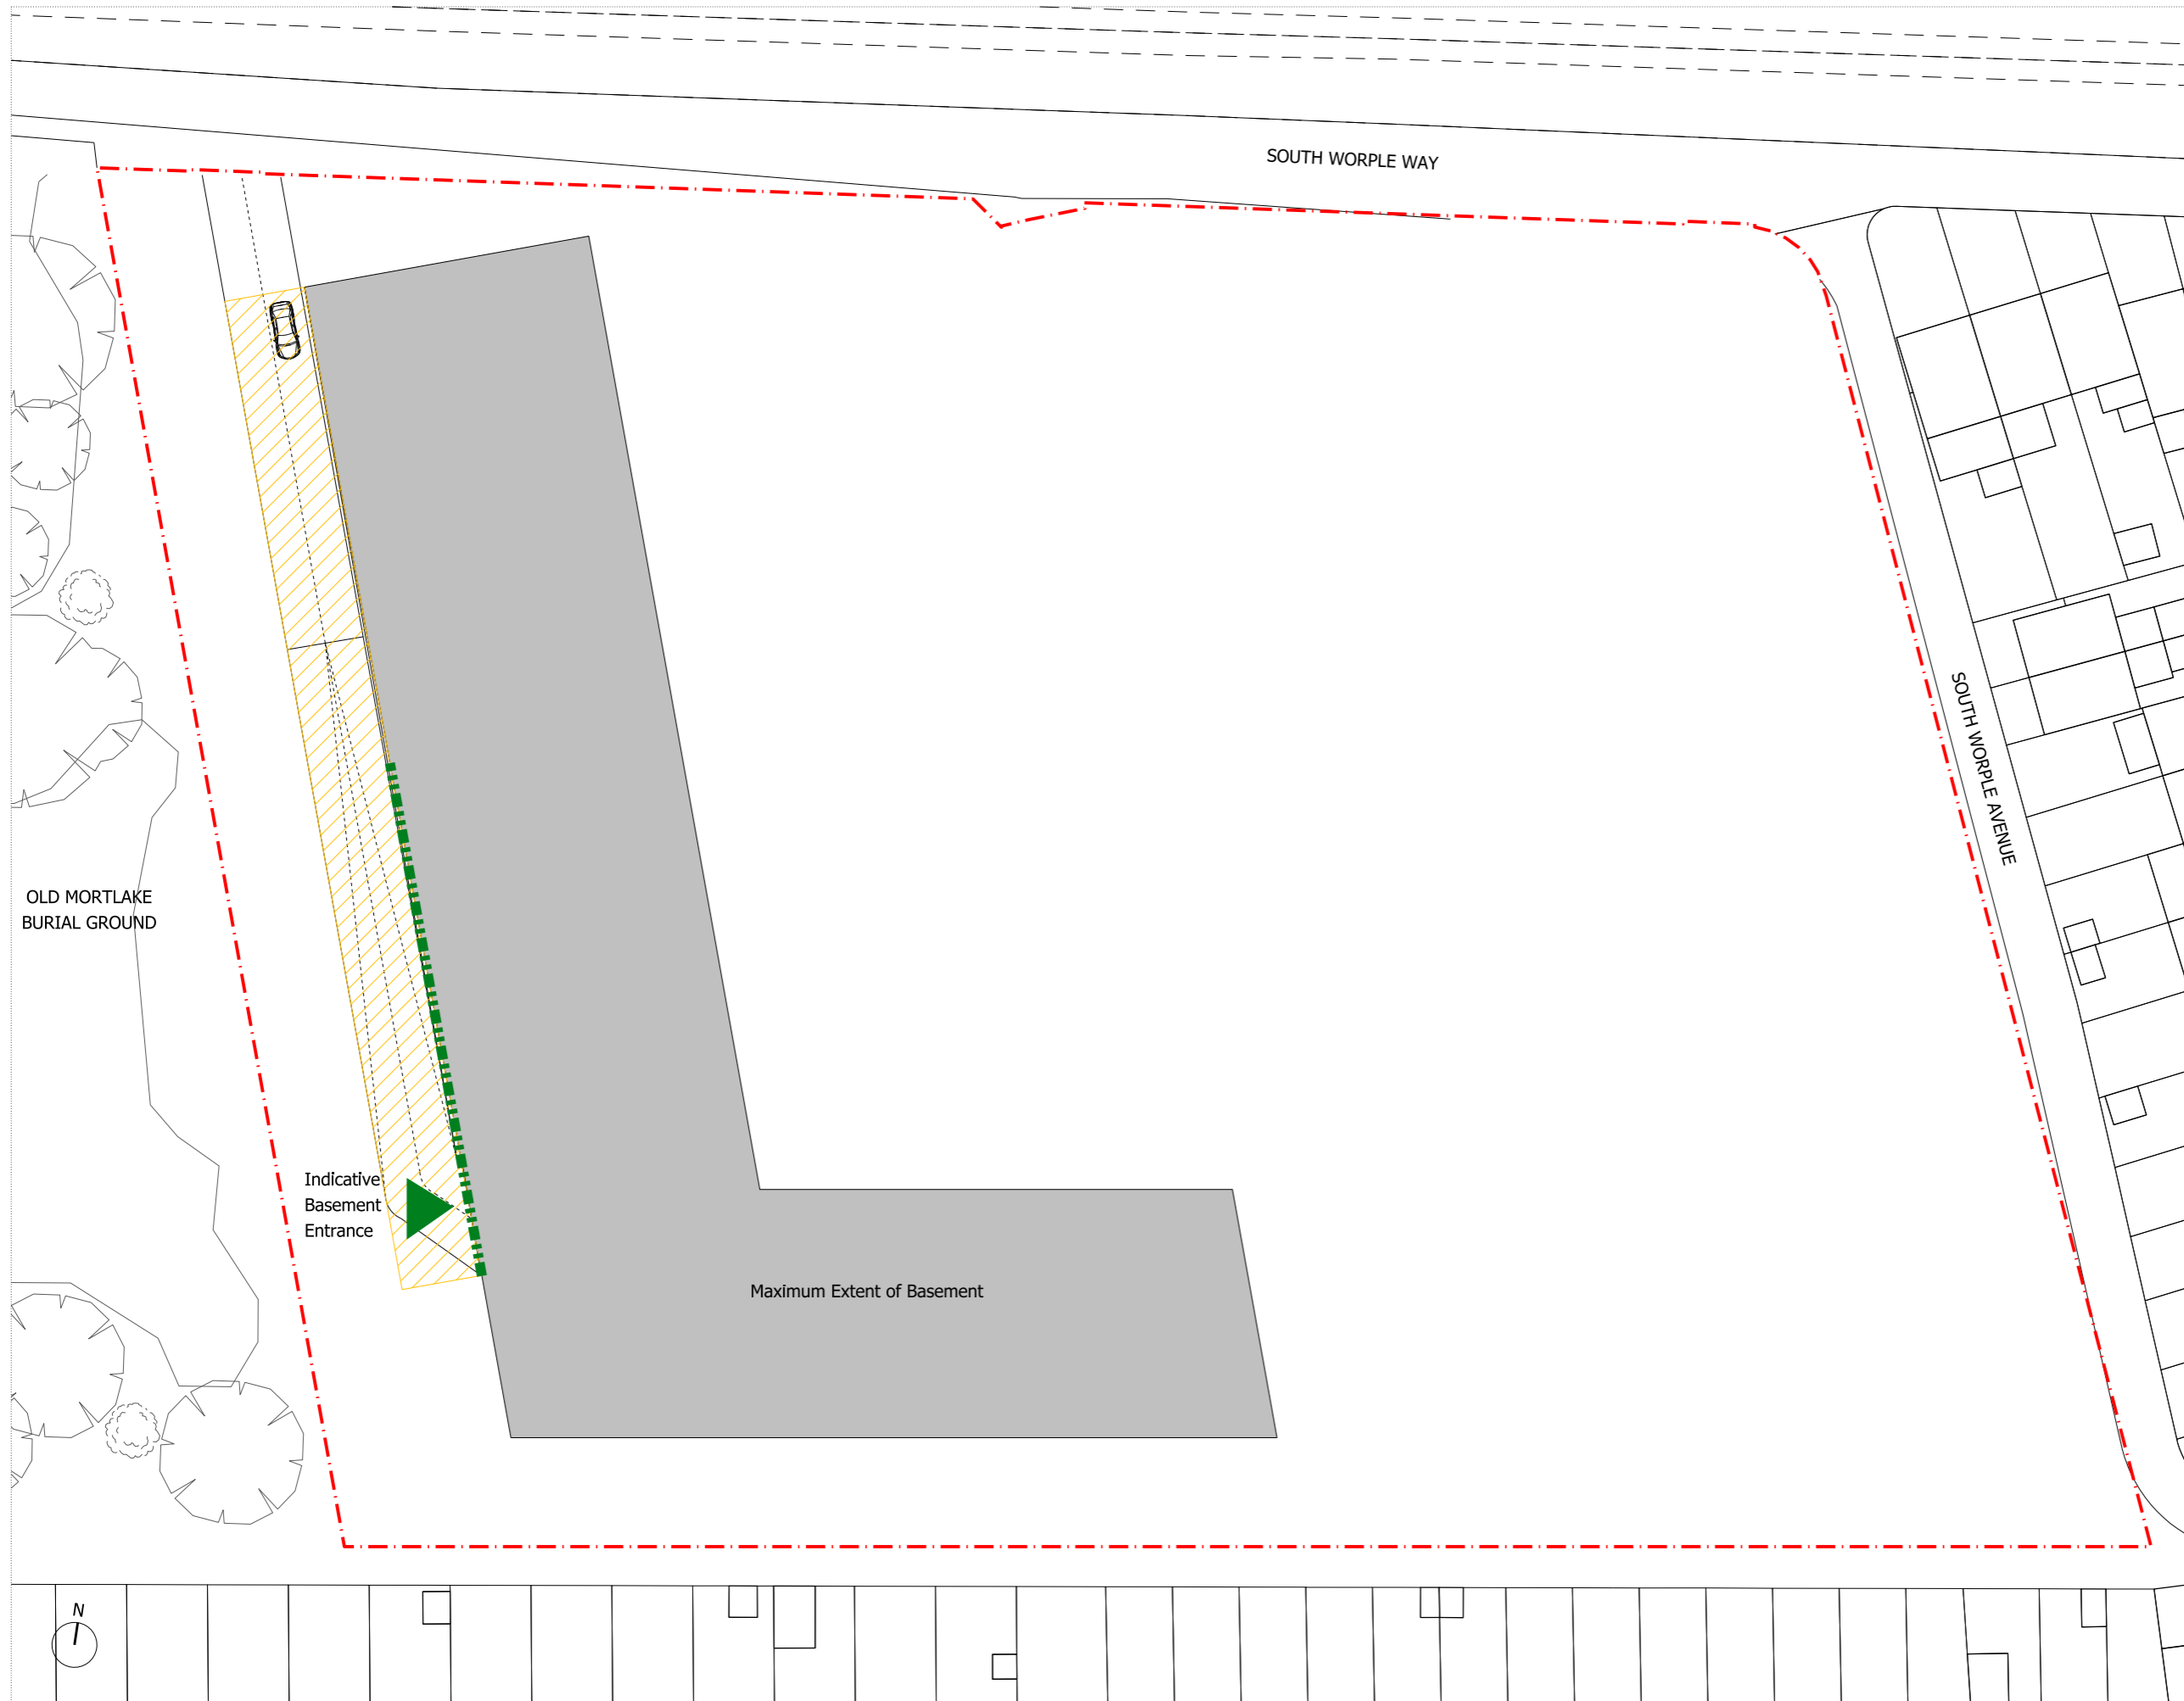 SOUTH WORPLE WAY
SOUTH WORPLE AVENUE
OLD MORTLAKE
BURIAL GROUND
Indicative
Basement
Entrance
Maximum Extent of Basement
N